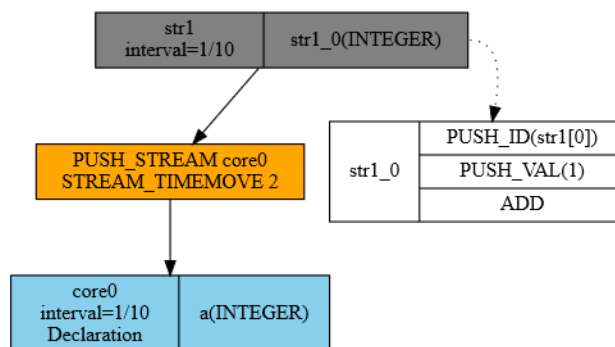 str1
interval=1/10
str1_0(INTEGER)
PUSH_STREAM core0
STREAM_TIMEMOVE 2
str1_0
PUSH_ID(str1[0])
PUSH_VAL(1)
ADD
core0
interval=1/10
Declaration
a(INTEGER)